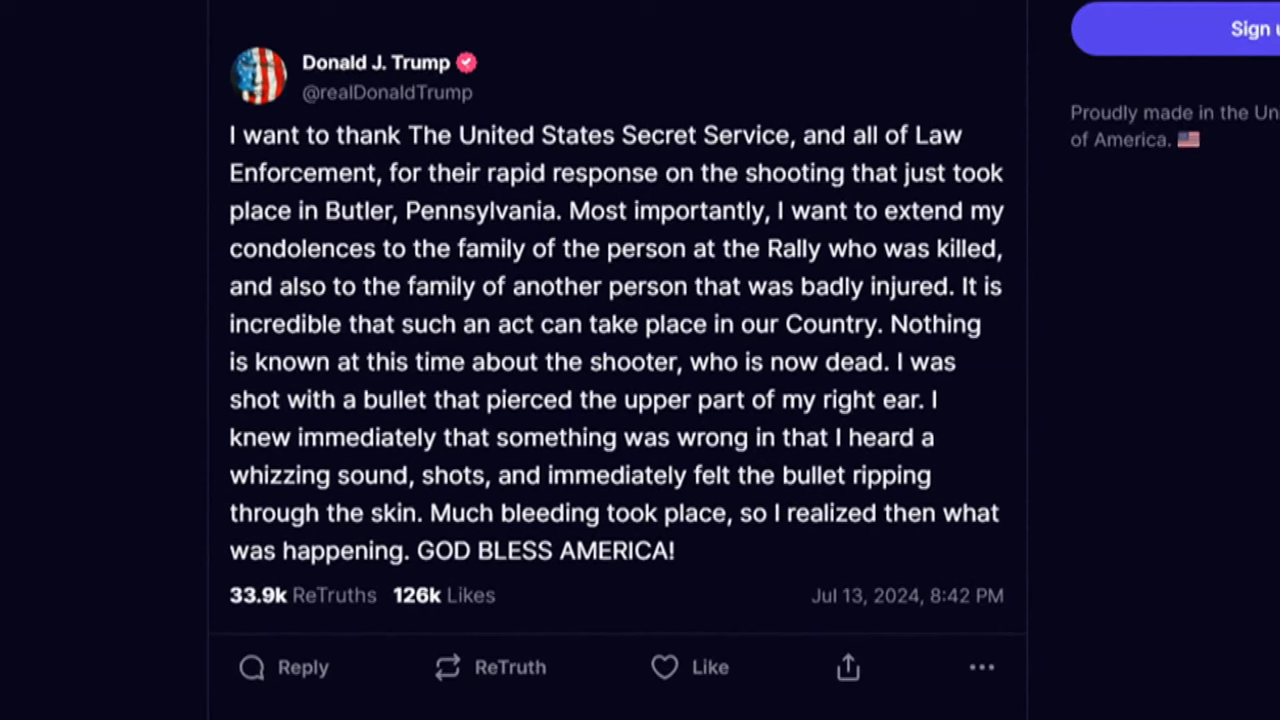 Sign u
Donald J. Trump
@realDonaldTrump
Proudly made in the Un
of America. 🇺🇸
I want to thank The United States Secret Service, and all of Law
Enforcement, for their rapid response on the shooting that just took
place in Butler, Pennsylvania. Most importantly, I want to extend my
condolences to the family of the person at the Rally who was killed,
and also to the family of another person that was badly injured. It is
incredible that such an act can take place in our Country. Nothing
is known at this time about the shooter, who is now dead. I was
shot with a bullet that pierced the upper part of my right ear. I
knew immediately that something was wrong in that I heard a
whizzing sound, shots, and immediately felt the bullet ripping
through the skin. Much bleeding took place, so I realized then what
was happening. GOD BLESS AMERICA!
33.9k ReTruths 126k Likes Jul 13, 2024, 8:42 PM
Reply ReTruth Like